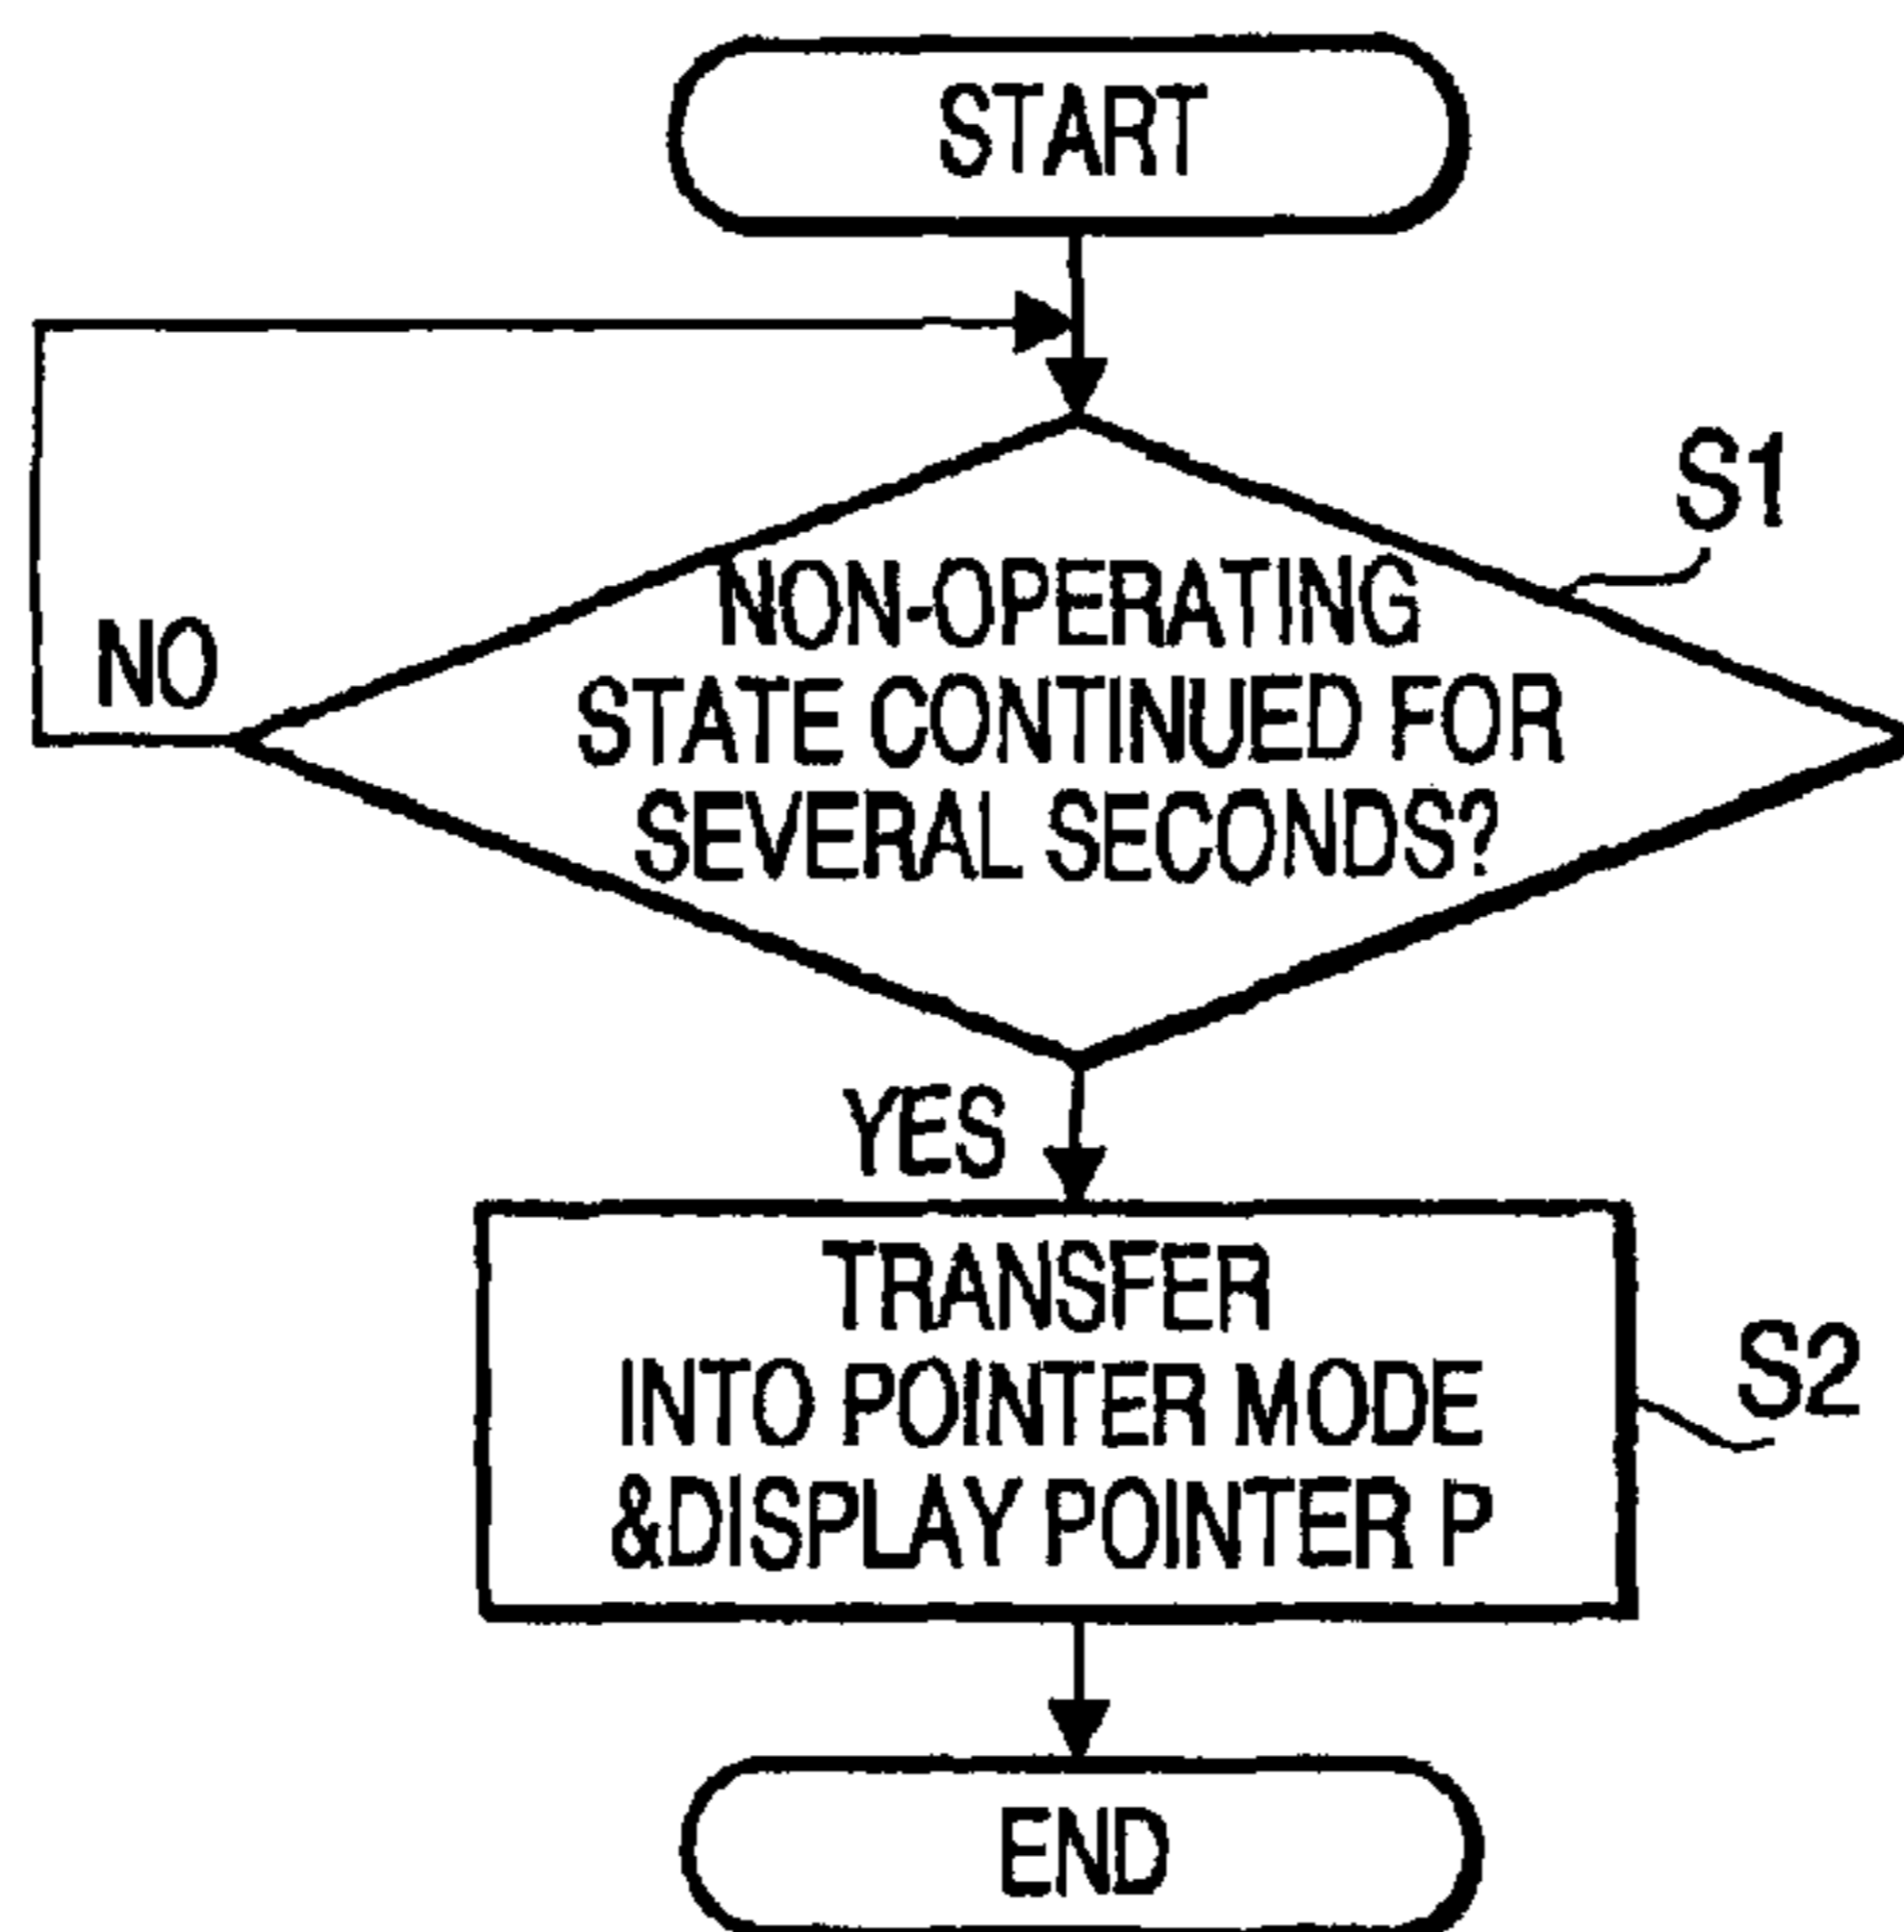 START
S1
NON-OPERATING
STATE CONTINUED FOR
SEVERAL SECONDS?
NO
YES
TRANSFER
INTO POINTER MODE
&DISPLAY POINTER P
S2
END